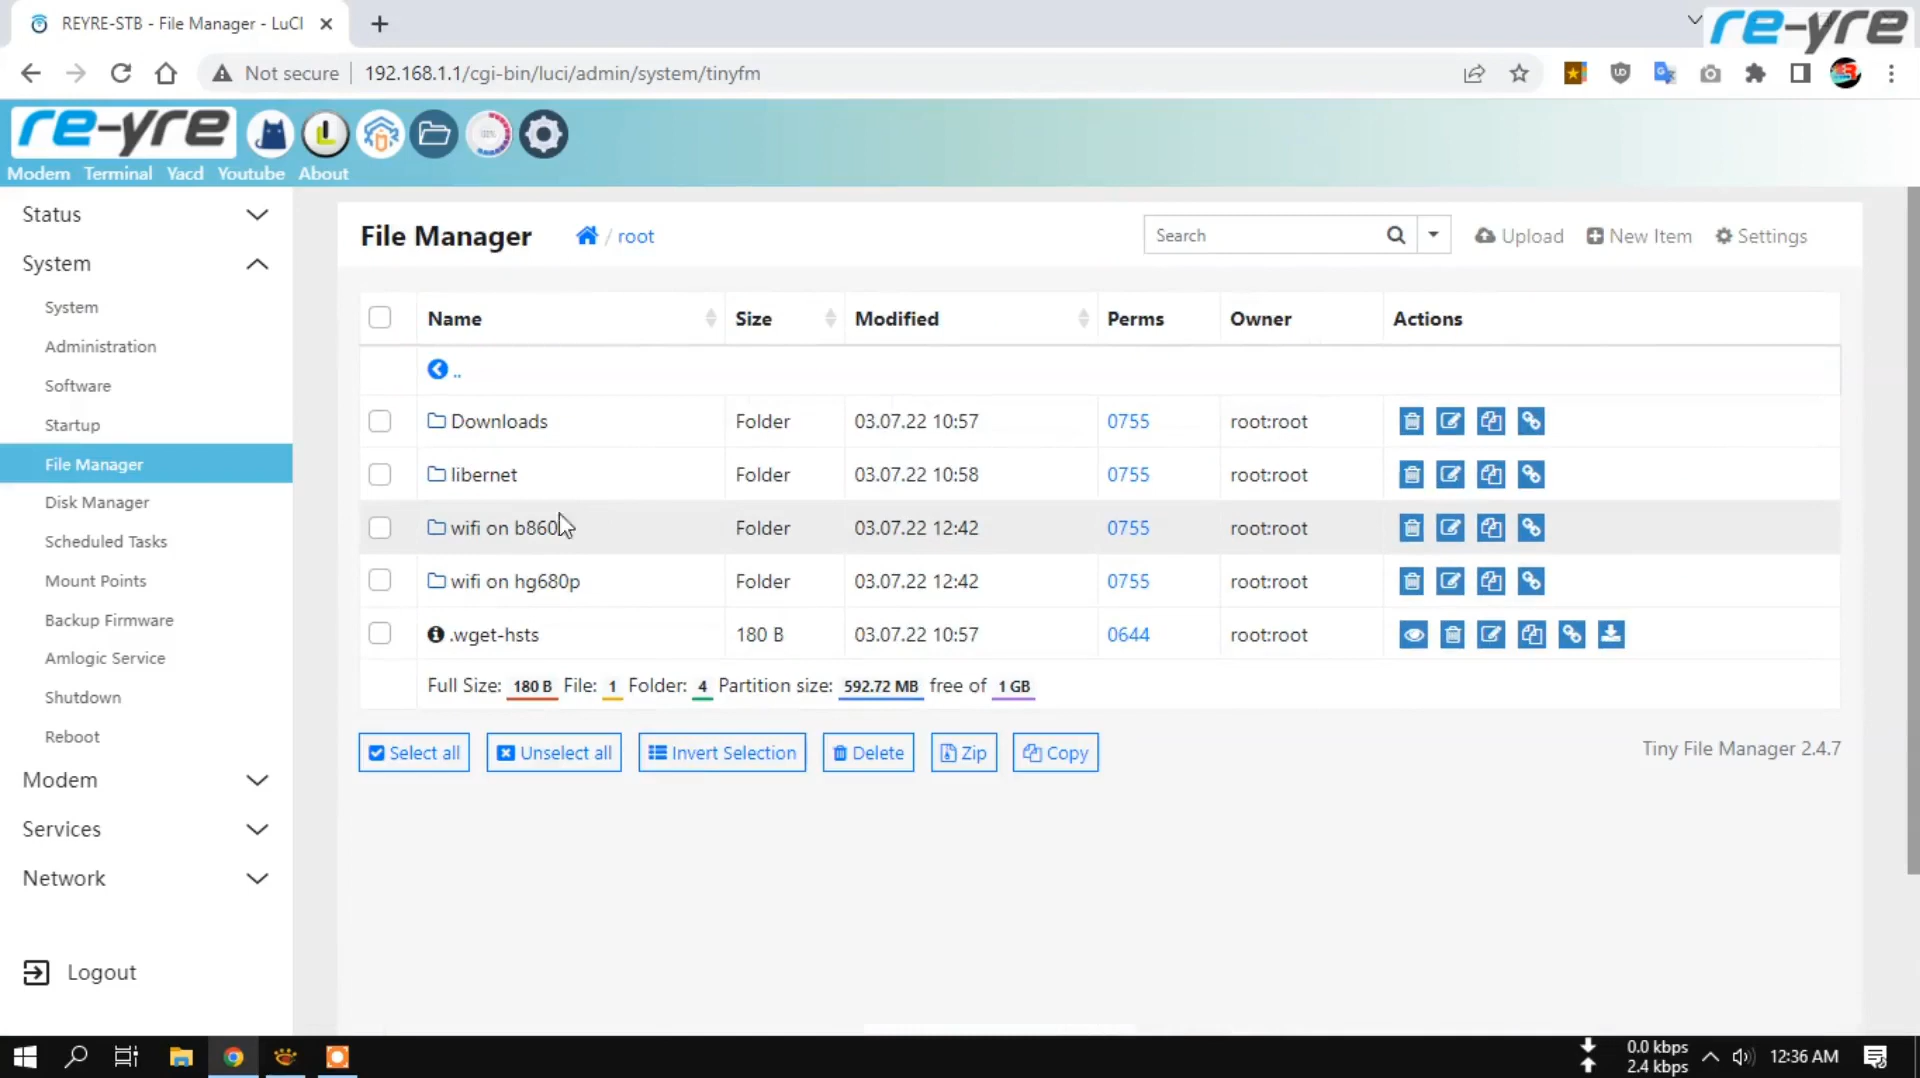 REYRE-STB - File Manager - LuCI
re-yre
Not secure 192.168.1.1/cgi-bin/luci/admin/system/tinyfm
re-yre
Modem Terminal Yacd Youtube About
Status
System
System
Administration
Software
Startup
File Manager
Disk Manager
Scheduled Tasks
Mount Points
Backup Firmware
Amlogic Service
Shutdown
Reboot
Modem
Services
Network
Logout
File Manager / root
Search Upload New Item Settings
Name Size Modified Perms Owner Actions
..
Downloads Folder 03.07.22 10:57 0755 root:root
libernet Folder 03.07.22 10:58 0755 root:root
wifi on b860 Folder 03.07.22 12:42 0755 root:root
wifi on hg680p Folder 03.07.22 12:42 0755 root:root
.wget-hsts 180 B 03.07.22 10:57 0644 root:root
Full Size: 180 B File: 1 Folder: 4 Partition size: 592.72 MB free of 1 GB
Select all Unselect all Invert Selection Delete Zip Copy
Tiny File Manager 2.4.7
0.0 kbps
2.4 kbps
12:36 AM